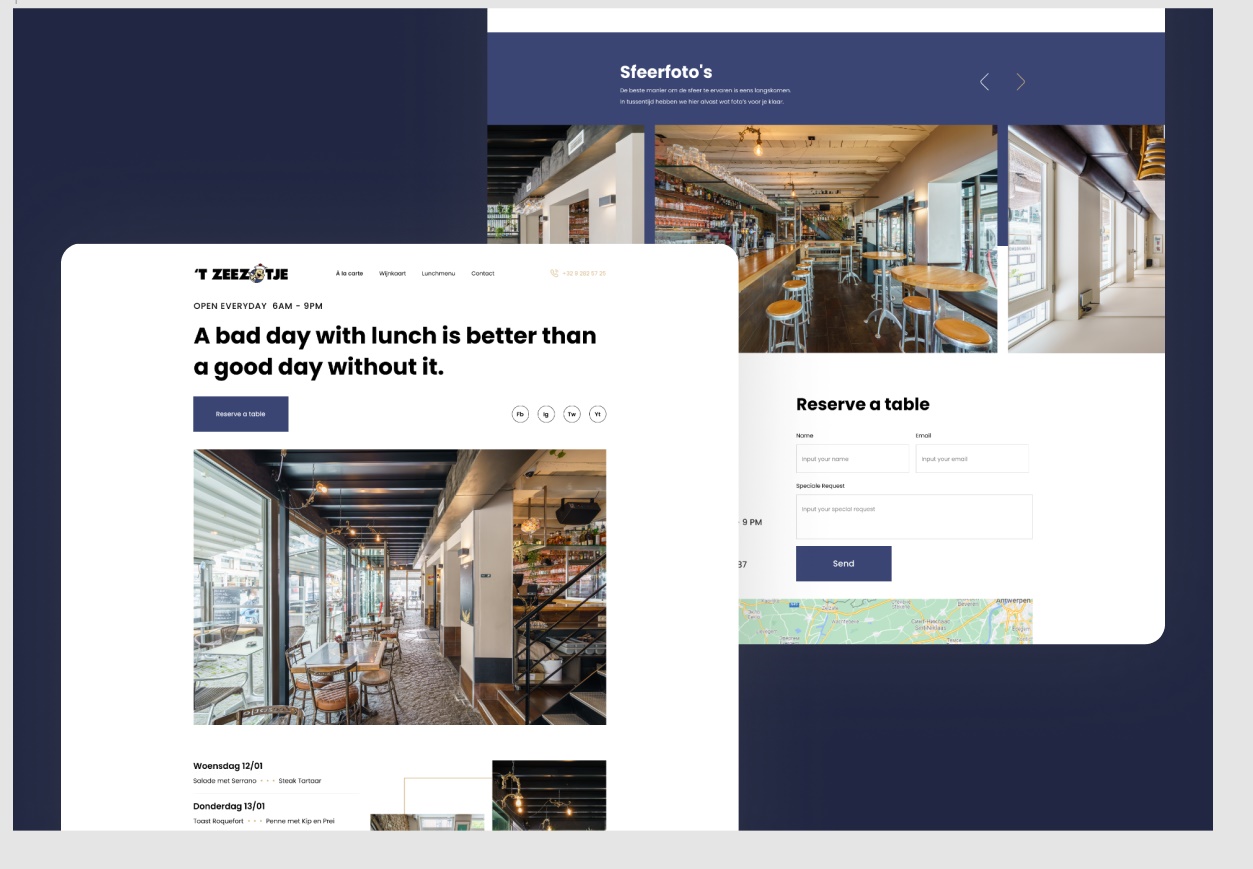 Sfeerfoto's
De beste manier om de sfeer te ervaren is eens langskomen.
In tussentijd hebben we hier alvast wat foto's voor je klaar.
'T ZEEZOTJE
À la carte
Wijnkaart
Lunchmenu
Contact
+32 9 282 57 25
OPEN EVERYDAY 6AM - 9PM
A bad day with lunch is better than
a good day without it.
Reserve a table
Fb
Ig
Tw
Yt
Woensdag 12/01
Salade met Serrano • • • Steak Tartaar
Donderdag 13/01
Toast Roquefort • • • Penne met Kip en Prei
Reserve a table
Name
Email
Input your name
Input your email
Speciale Request
Input your special request
9 PM
37
Send
Antwerpen